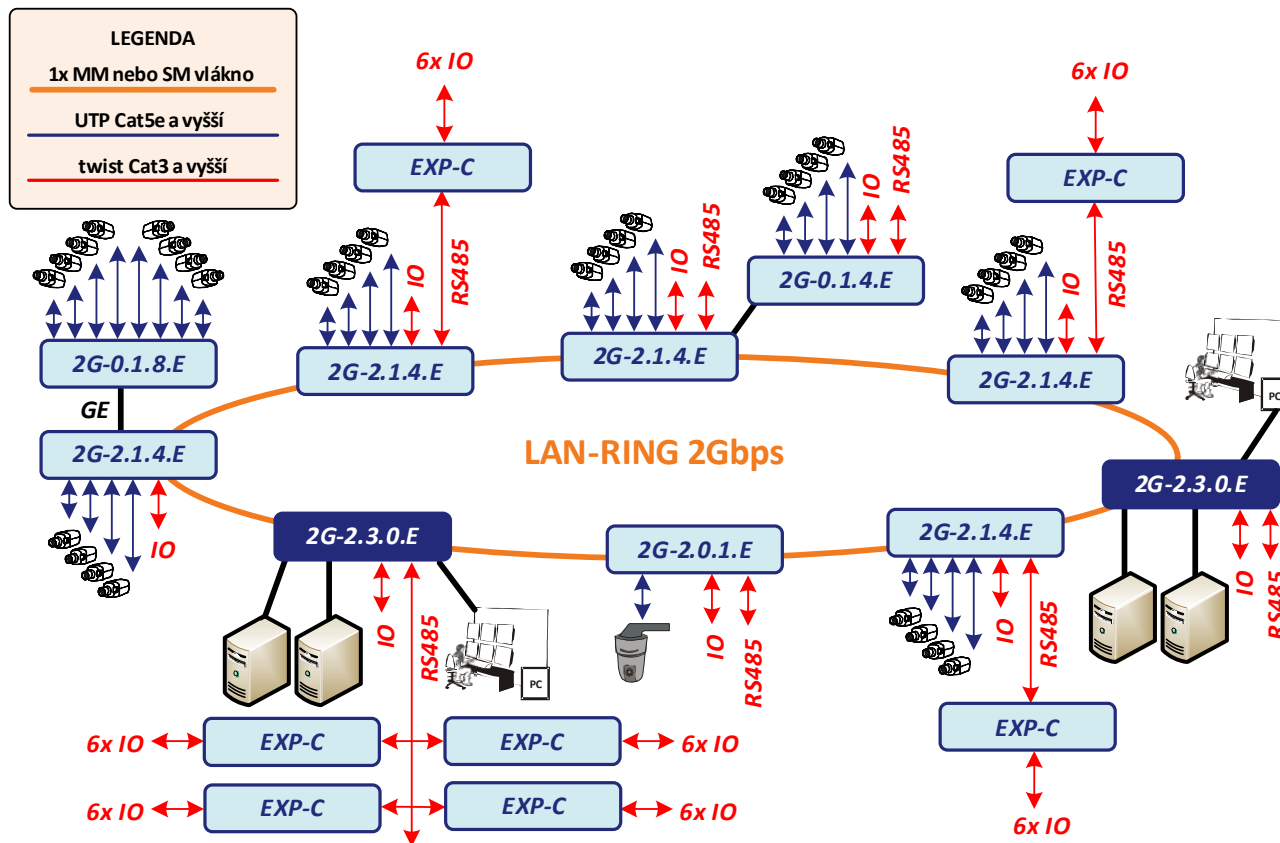 LEGENDA
1x MM nebo SM vlákno
UTP Cat5e a vyšší
twist Cat3 a vyšší
6x IO
EXP-C
RS485
IO
2G-2.1.4.E
IO
RS485
2G-2.1.4.E
IO
RS485
2G-0.1.4.E
6x IO
EXP-C
IO
RS485
2G-2.1.4.E
2G-0.1.8.E
GE
2G-2.1.4.E
IO
LAN-RING 2Gbps
PC
2G-2.3.0.E
IO
RS485
2G-2.3.0.E
IO
RS485
PC
2G-2.0.1.E
IO
RS485
2G-2.1.4.E
IO
RS485
EXP-C
6x IO
6x IO
EXP-C
EXP-C
6x IO
6x IO
EXP-C
EXP-C
6x IO